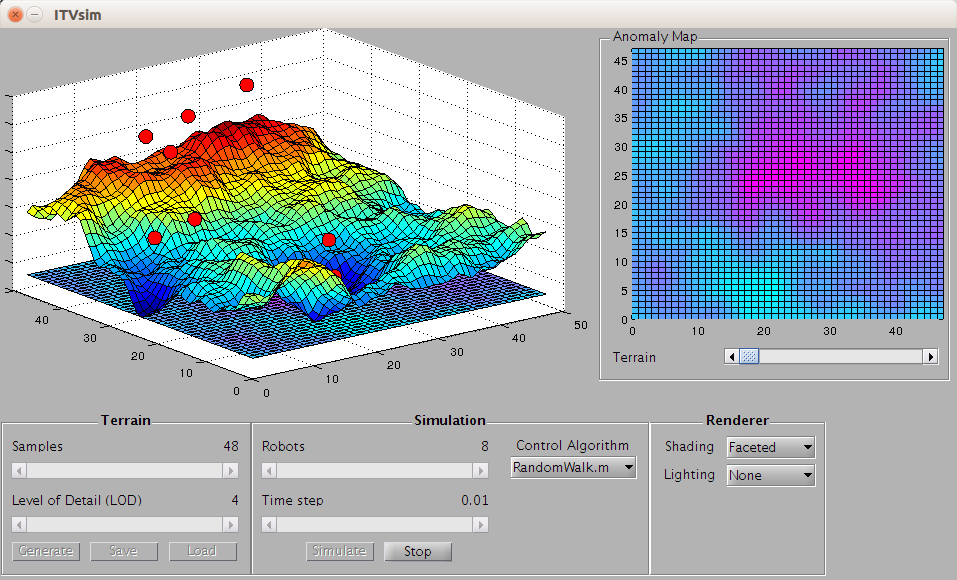 ITVsim
Anomaly Map
45
40
35
30
25
20
15
10
5
0
0 10 20 30 40
Terrain
40
30
20
10
0
0
10
20
30
40
50
Terrain
Samples 48
Level of Detail (LOD) 4
Generate Save Load
Simulation
Robots 8
Time step 0.01
Control Algorithm
RandomWalk.m
Simulate Stop
Renderer
Shading Faceted
Lighting None